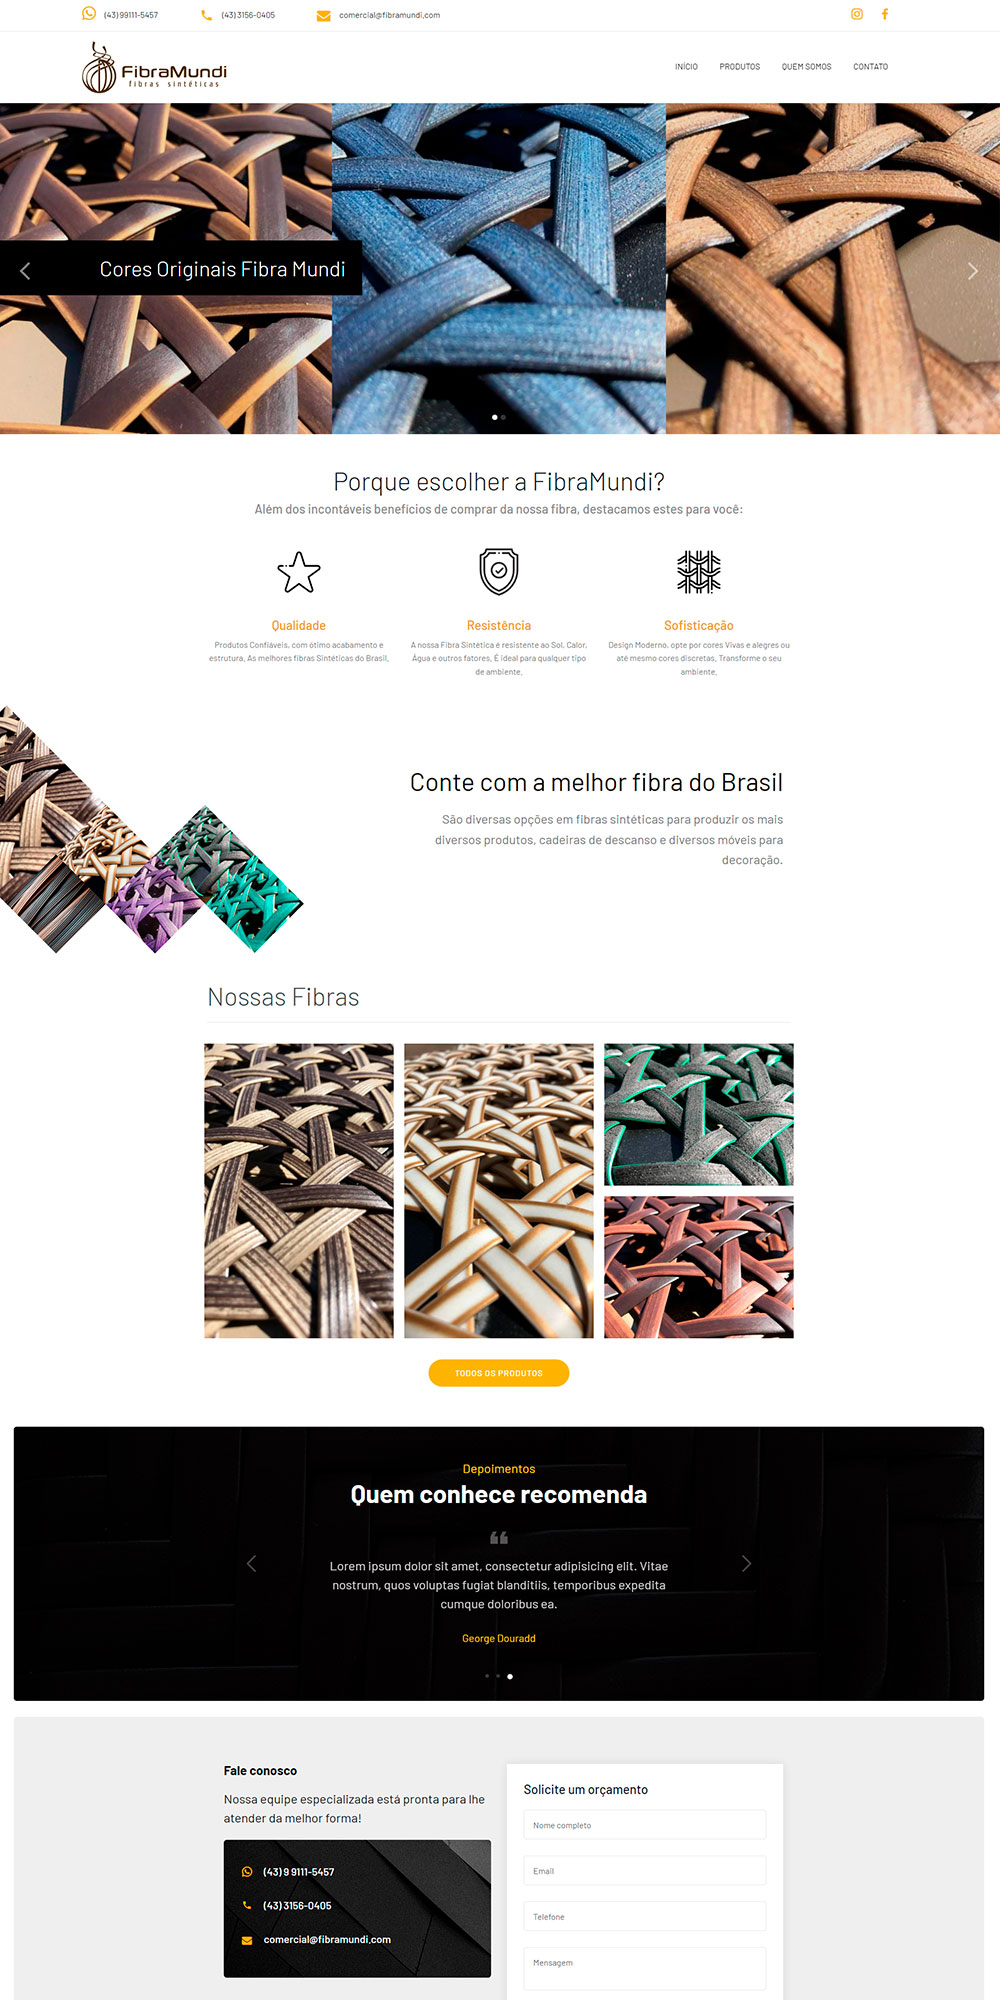 (43) 99111-5457
(43) 3156-0405
comercial@fibramundi.com
FibraMundi
fibras sintéticas
INÍCIO
PRODUTOS
QUEM SOMOS
CONTATO
Cores Originais Fibra Mundi
Porque escolher a FibraMundi?
Além dos incontáveis benefícios de comprar da nossa fibra, destacamos estes para você:
Qualidade
Produtos Confiáveis, com ótimo acabamento e
estrutura. As melhores fibras Sintéticas do Brasil.
Resistência
A nossa Fibra Sintética é resistente ao Sol, Calor,
Água e outros fatores. É ideal para qualquer tipo
de ambiente.
Sofisticação
Design Moderno, opte por cores Vivas e alegres ou
até mesmo cores discretas. Transforme o seu
ambiente.
Conte com a melhor fibra do Brasil
São diversas opções em fibras sintéticas para produzir os mais
diversos produtos, cadeiras de descanso e diversos móveis para
decoração.
Nossas Fibras
TODOS OS PRODUTOS
Depoimentos
Quem conhece recomenda
Lorem ipsum dolor sit amet, consectetur adipisicing elit. Vitae
nostrum, quos voluptas fugiat blanditiis, temporibus expedita
cumque doloribus ea.
George Douradd
Fale conosco
Nossa equipe especializada está pronta para lhe
atender da melhor forma!
(43) 9 9111-5457
(43) 3156-0405
comercial@fibramundi.com
Solicite um orçamento
Nome completo
Email
Telefone
Mensagem